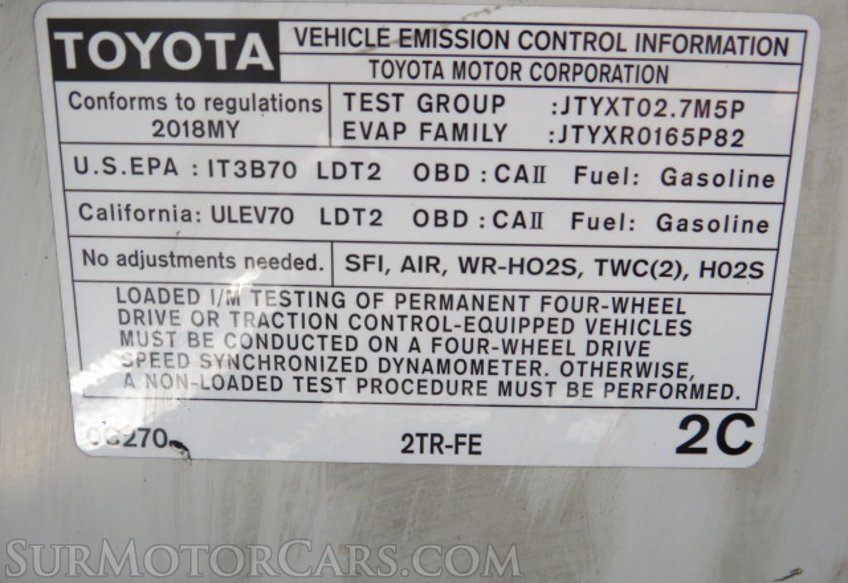 TOYOTA
VEHICLE EMISSION CONTROL INFORMATION
TOYOTA MOTOR CORPORATION
Conforms to regulations
2018MY
TEST GROUP :JTYXT02.7M5P
EVAP FAMILY :JTYXR0165P82
U.S.EPA : IT3B70 LDT2 OBD : CAII Fuel: Gasoline
California: ULEV70 LDT2 OBD : CAII Fuel: Gasoline
No adjustments needed.
SFI, AIR, WR-HO2S, TWC(2), HO2S
LOADED I/M TESTING OF PERMANENT FOUR-WHEEL
DRIVE OR TRACTION CONTROL-EQUIPPED VEHICLES
MUST BE CONDUCTED ON A FOUR-WHEEL DRIVE
SPEED SYNCHRONIZED DYNAMOMETER. OTHERWISE,
A NON-LOADED TEST PROCEDURE MUST BE PERFORMED.
0C270
2TR-FE
2C
SURMOTORCARS.COM